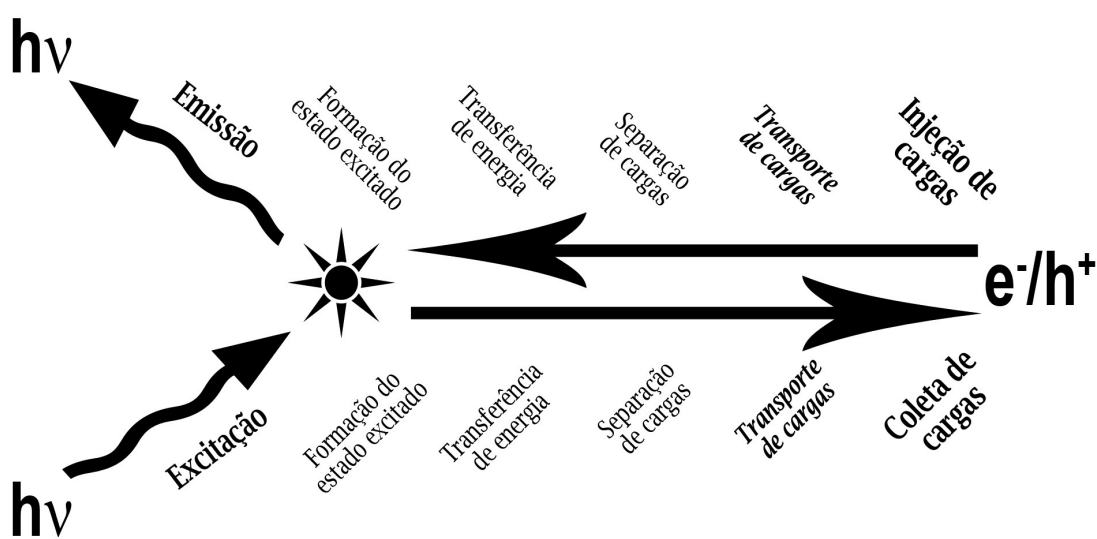 hν
Emissão
Formação do
estado excitado
Transferência
de energia
Separação
de cargas
Transporte
de cargas
Injeção de
cargas
e⁻/h⁺
hν
Excitação
Formação do
estado excitado
Transferência
de energia
Separação
de cargas
Transporte
de cargas
Coleta de
cargas